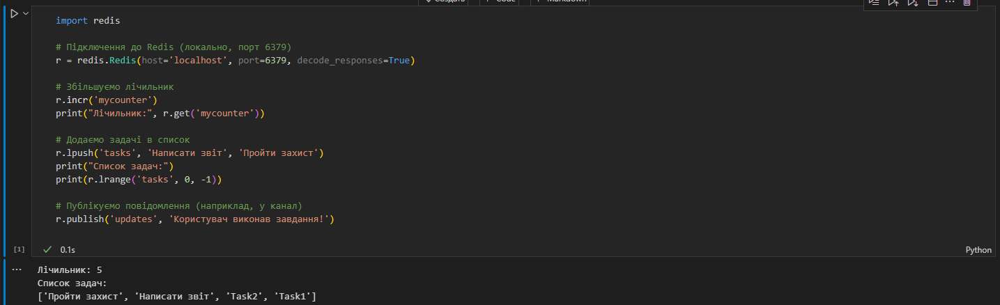 Создать Code Markdown
import redis
# Підключення до Redis (локально, порт 6379)
r = redis.Redis(host='localhost', port=6379, decode_responses=True)
# Збільшуємо лічильник
r.incr('mycounter')
print("Лічильник:", r.get('mycounter'))
# Додаємо задачі в список
r.lpush('tasks', 'Написати звіт', 'Пройти захист')
print("Список задач:")
print(r.lrange('tasks', 0, -1))
# Публікуємо повідомлення (наприклад, у канал)
r.publish('updates', 'Користувач виконав завдання!')
[1] 0.1s Python
Лічильник: 5
Список задач:
['Пройти захист', 'Написати звіт', 'Task2', 'Task1']